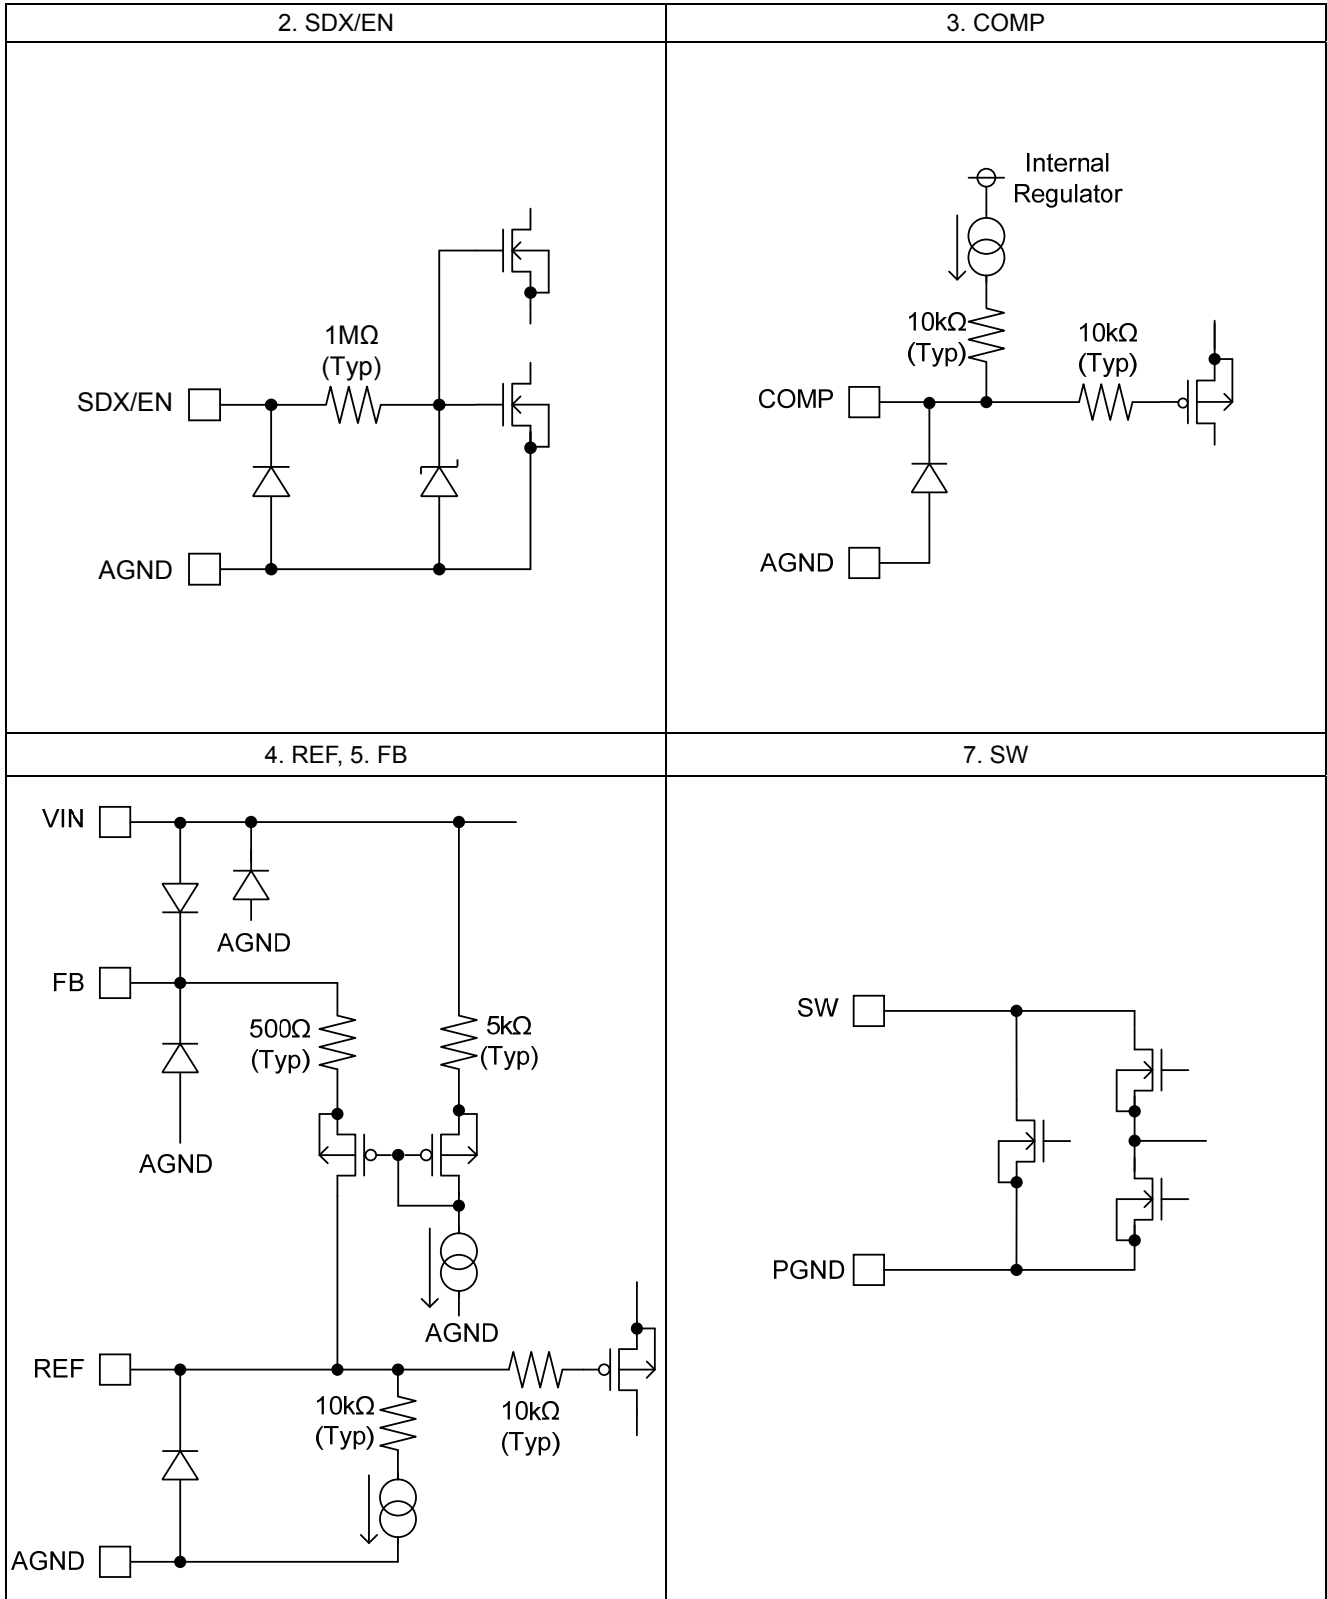 2. SDX/EN
3. COMP
1MΩ
(Typ)
SDX/EN
AGND
Internal
Regulator
10kΩ
(Typ)
10kΩ
(Typ)
COMP
AGND
4. REF, 5. FB
7. SW
VIN
AGND
FB
500Ω
(Typ)
5kΩ
(Typ)
AGND
AGND
REF
10kΩ
(Typ)
10kΩ
(Typ)
AGND
SW
PGND